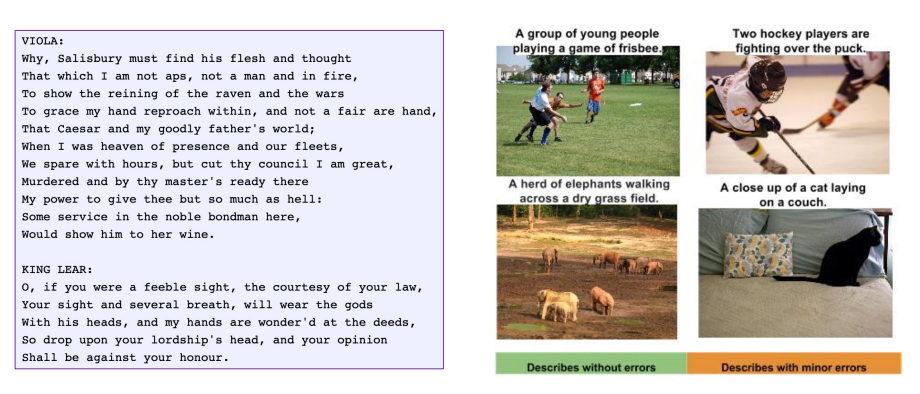 VIOLA:
Why, Salisbury must find his flesh and thought
That which I am not aps, not a man and in fire,
To show the reining of the raven and the wars
To grace my hand reproach within, and not a fair are hand,
That Caesar and my goodly father's world;
When I was heaven of presence and our fleets,
We spare with hours, but cut thy council I am great,
Murdered and by thy master's ready there
My power to give thee but so much as hell:
Some service in the noble bondman here,
Would show him to her wine.

KING LEAR:
O, if you were a feeble sight, the courtesy of your law,
Your sight and several breath, will wear the gods
With his heads, and my hands are wonder'd at the deeds,
So drop upon your lordship's head, and your opinion
Shall be against your honour.

A group of young people
playing a game of frisbee.
Two hockey players are
fighting over the puck.
A herd of elephants walking
across a dry grass field.
A close up of a cat laying
on a couch.
Describes without errors
Describes with minor errors